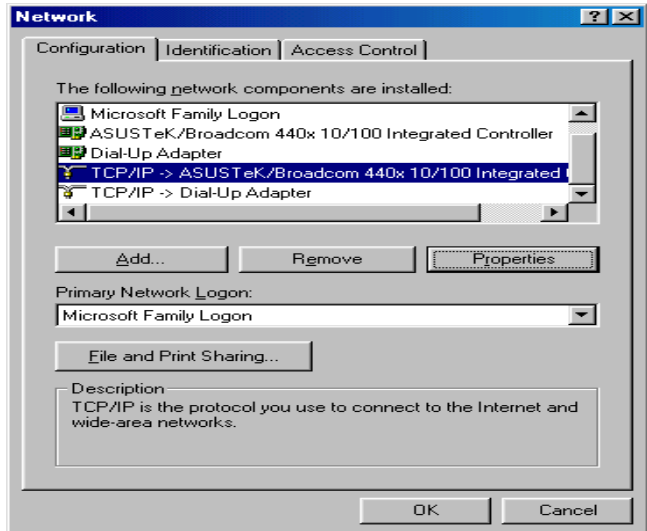 Network
Configuration
Identification
Access Control
The following network components are installed:
Microsoft Family Logon
ASUSTeK/Broadcom 440x 10/100 Integrated Controller
Dial-Up Adapter
TCP/IP -> ASUSTeK/Broadcom 440x 10/100 Integrated
TCP/IP -> Dial-Up Adapter
Add...
Remove
Properties
Primary Network Logon:
Microsoft Family Logon
File and Print Sharing...
Description
TCP/IP is the protocol you use to connect to the Internet and
wide-area networks.
OK
Cancel